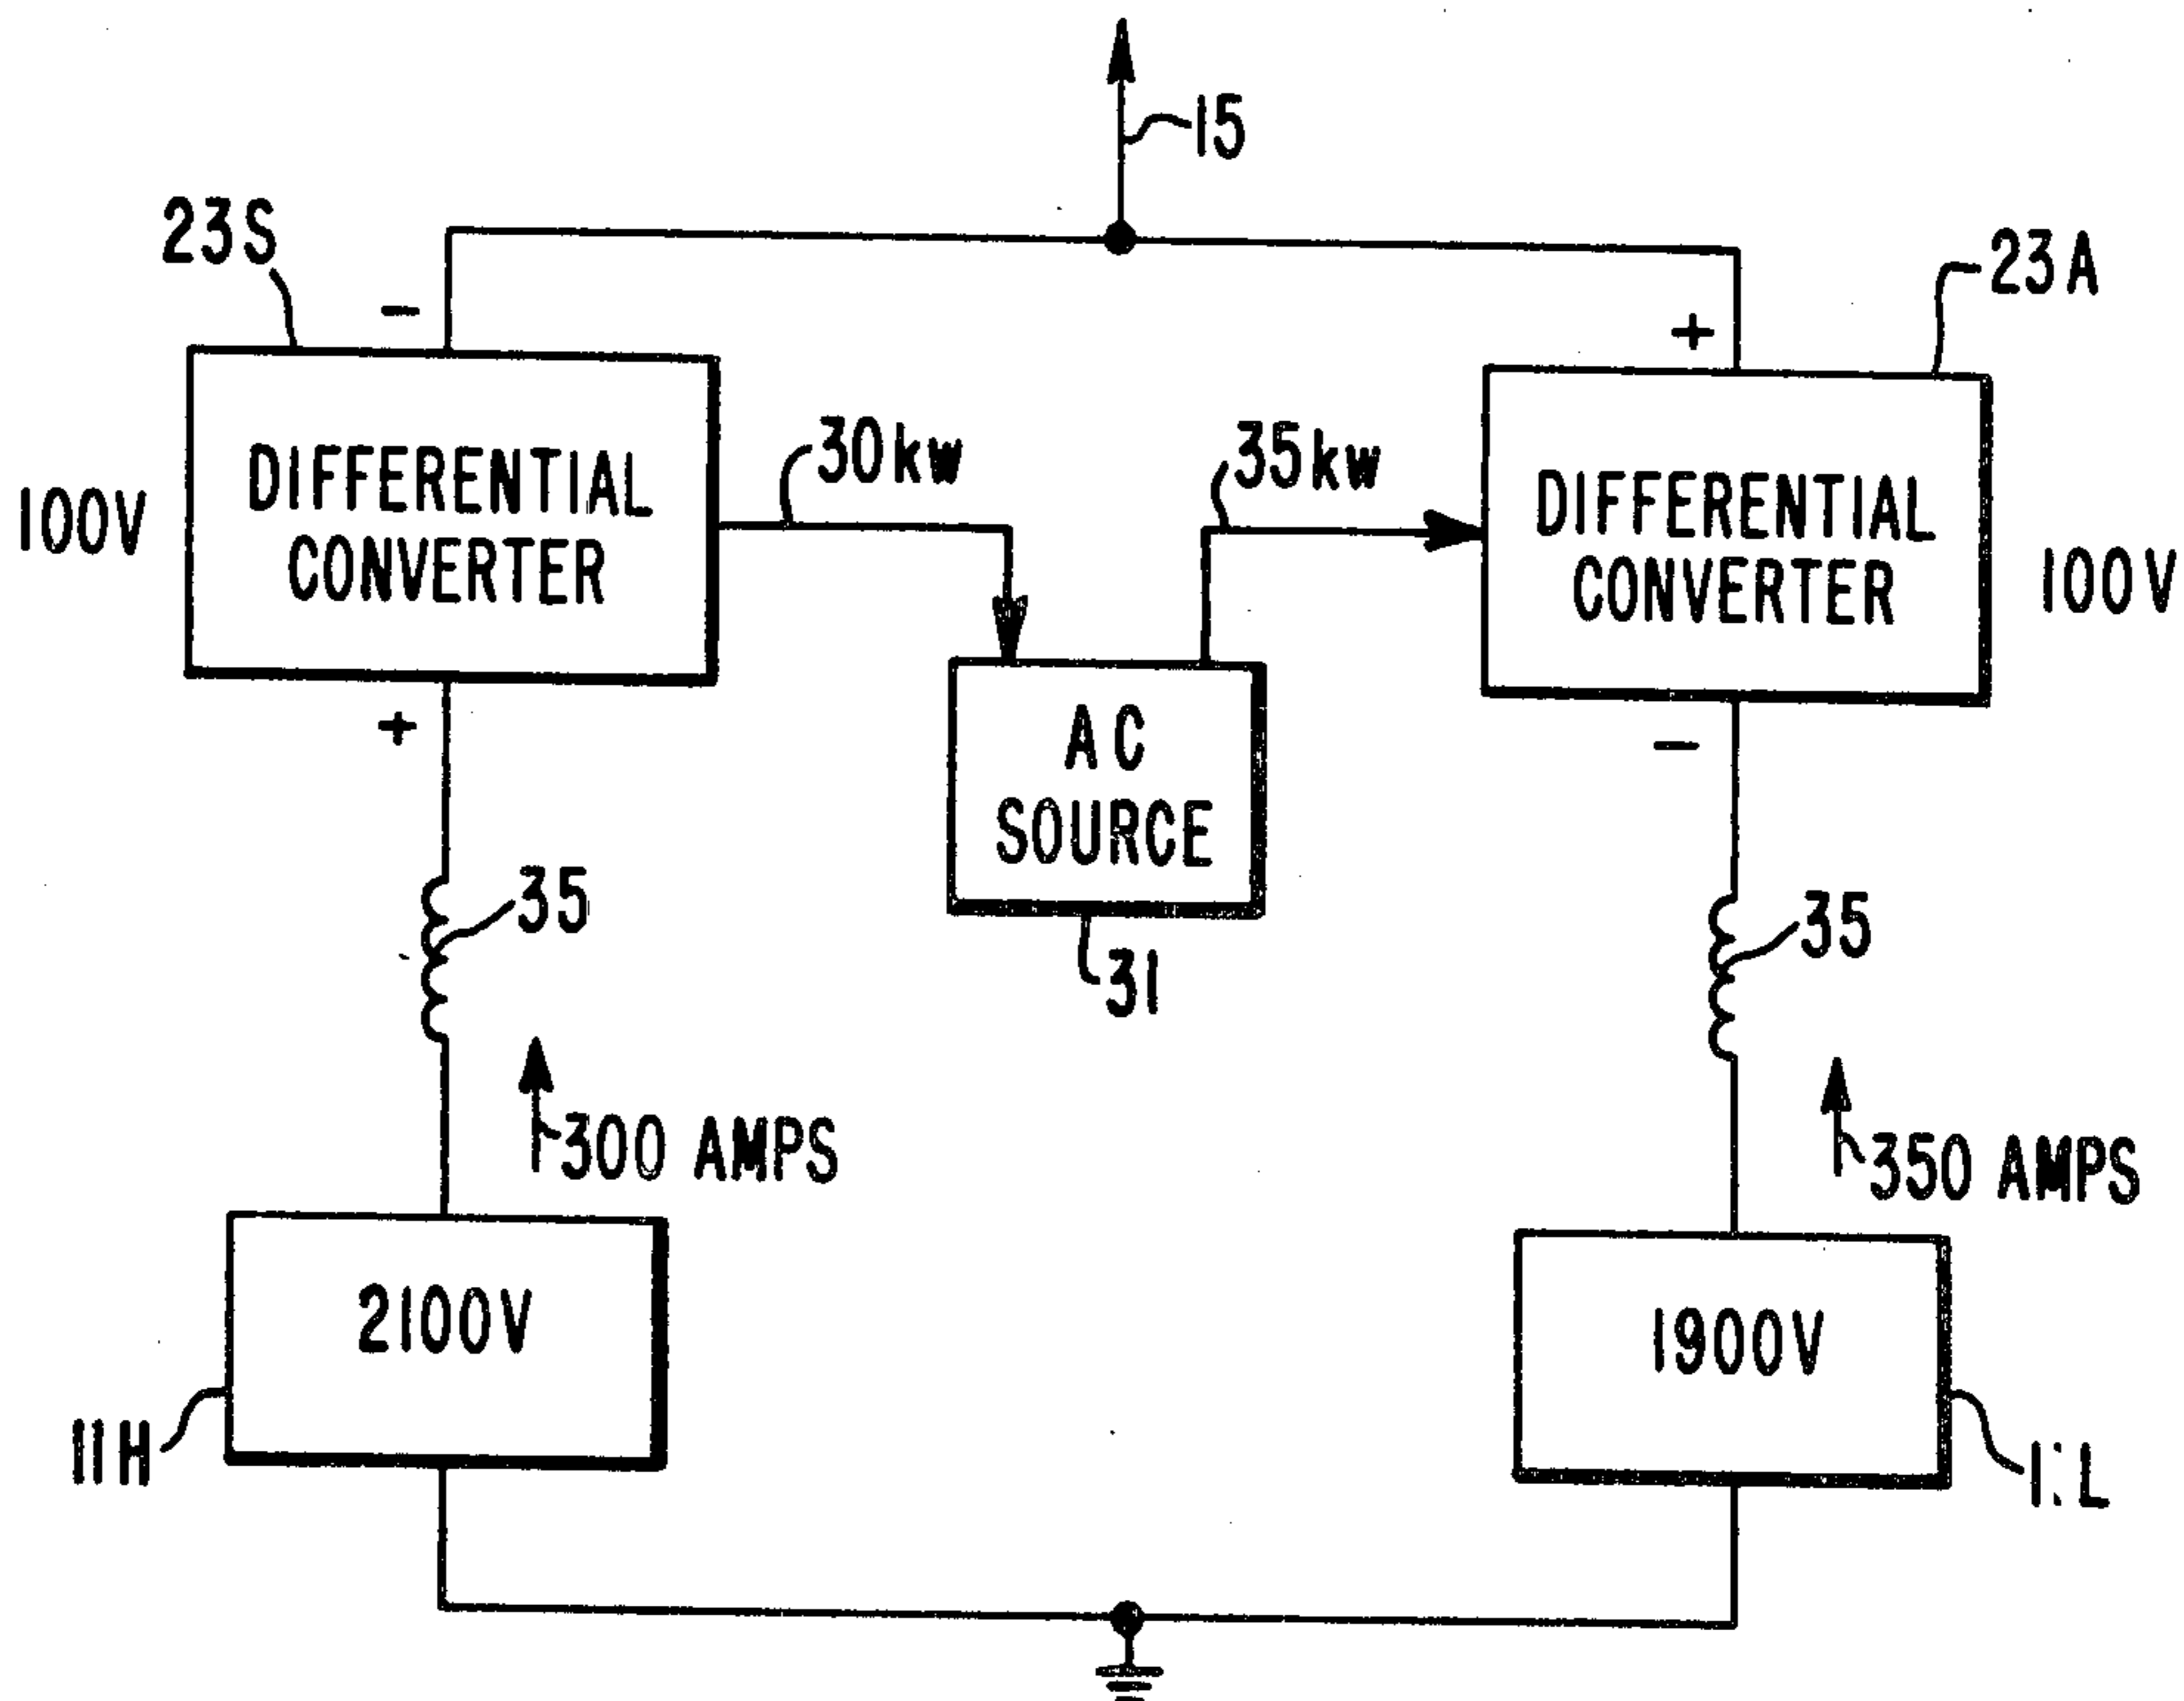 15
23S
23A
-
+
DIFFERENTIAL
CONVERTER
100V
30kw
35kw
DIFFERENTIAL
CONVERTER
100V
+
-
AC
SOURCE
31
35
35
300 AMPS
350 AMPS
2100V
1900V
11H